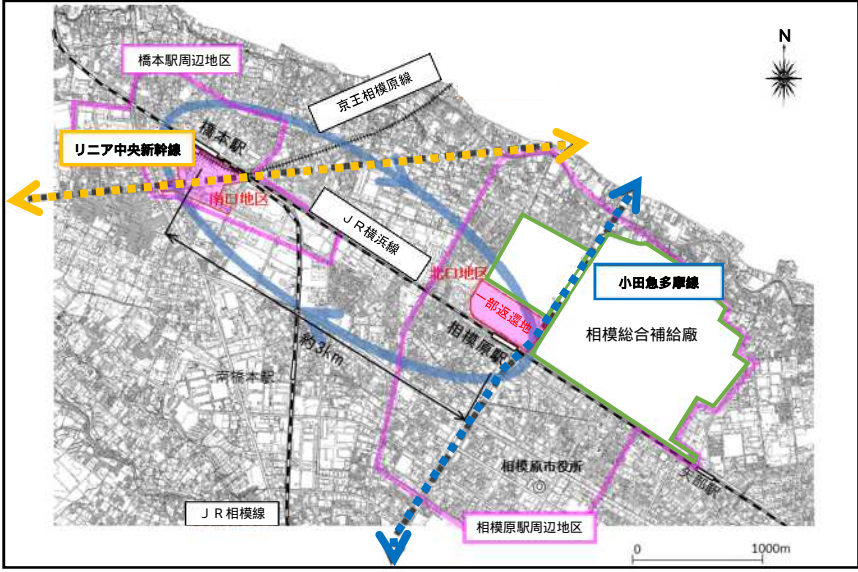 N
橋本駅周辺地区
京王相模原線
橋本駅
リニア中央新幹線
南口地区
JR横浜線
北口地区
一部返還地
小田急多摩線
相模総合補給廠
相模原駅
約3km
南橋本駅
相模原市役所
矢部駅
JR相模線
相模原駅周辺地区
0
1000m